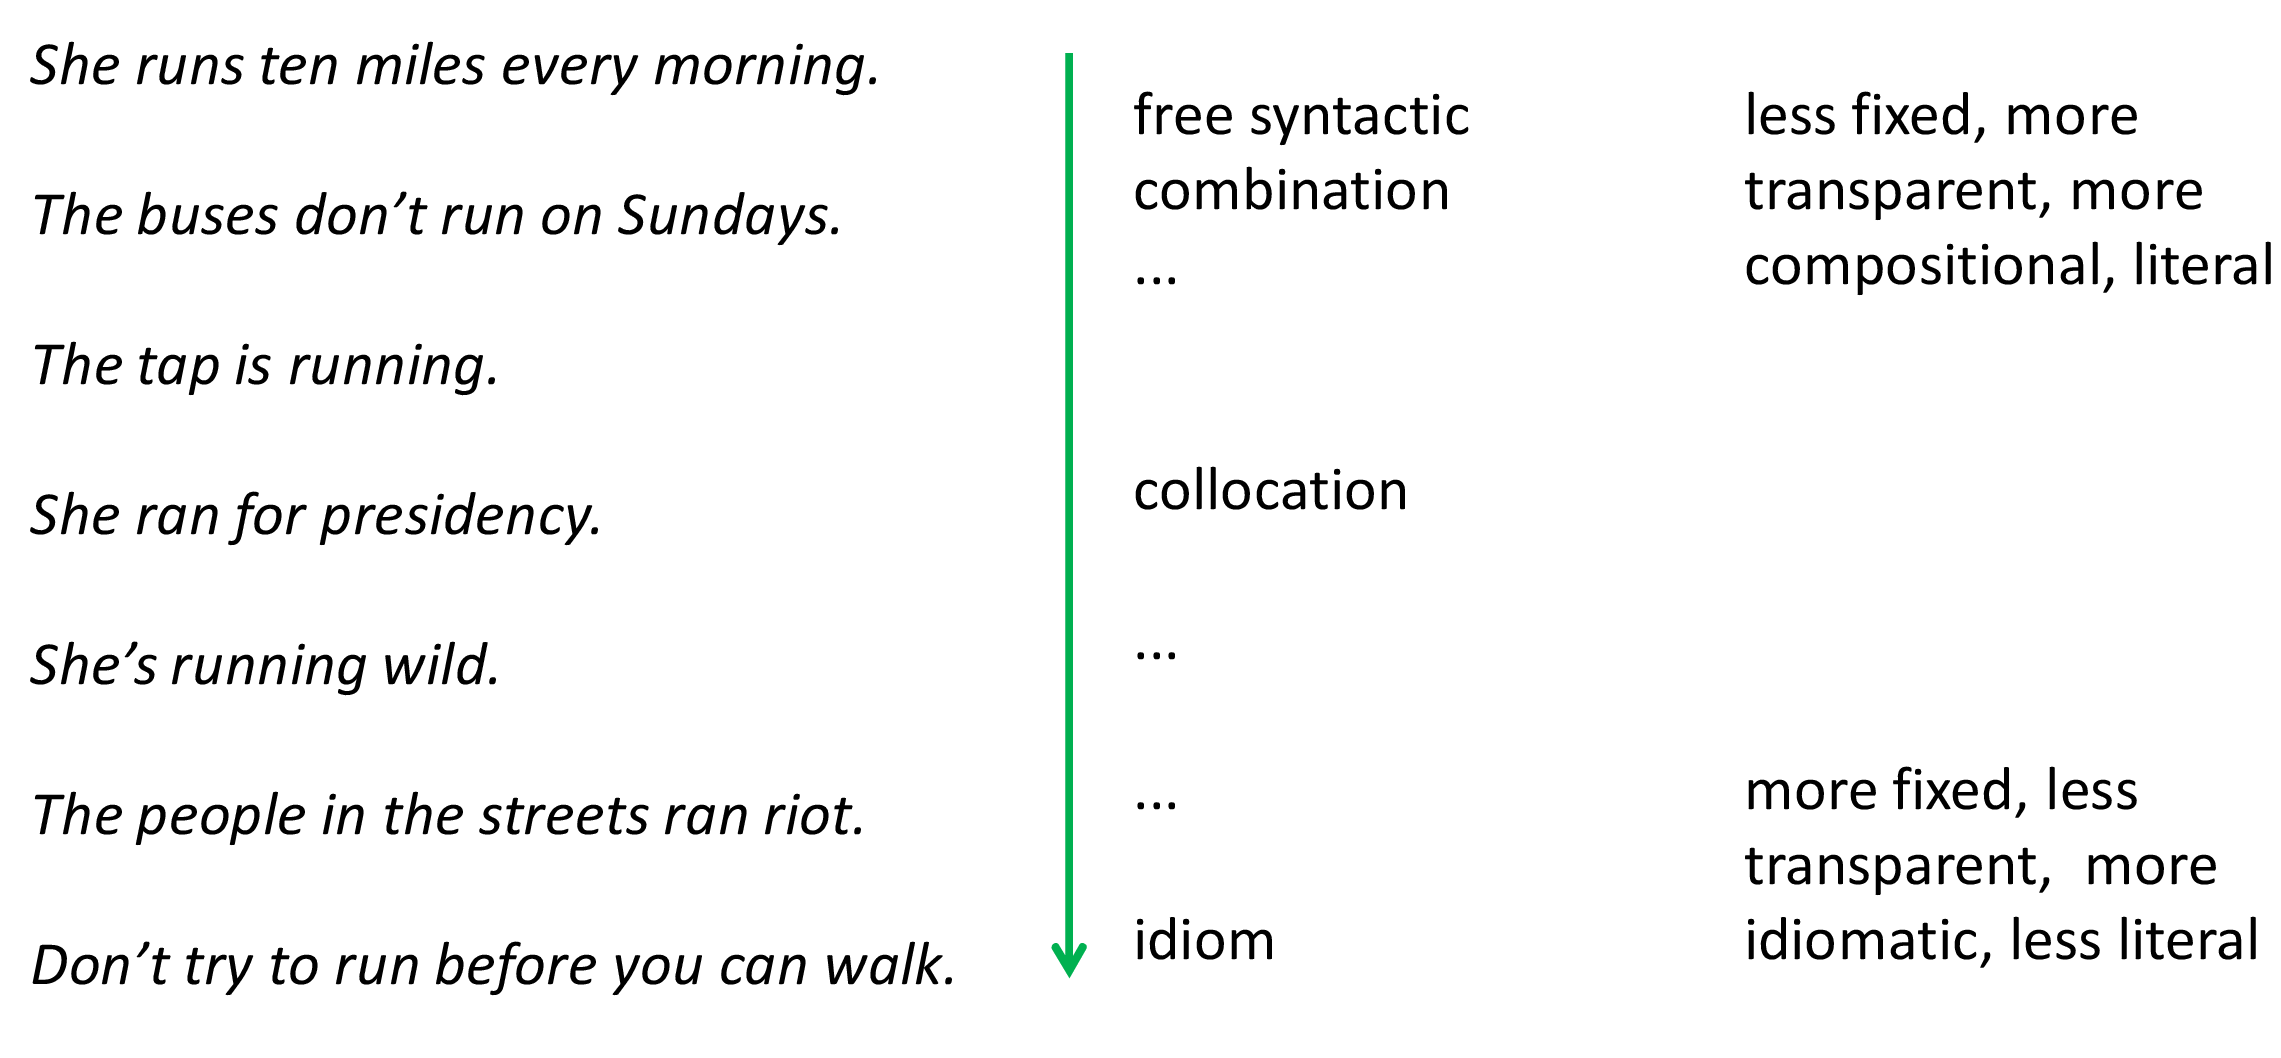 She runs ten miles every morning.
The buses don’t run on Sundays.
The tap is running.
She ran for presidency.
She’s running wild.
The people in the streets ran riot.
Don’t try to run before you can walk.
free syntactic
combination
...
collocation
...
...
idiom
less fixed, more
transparent, more
compositional, literal
more fixed, less
transparent,  more
idiomatic, less literal